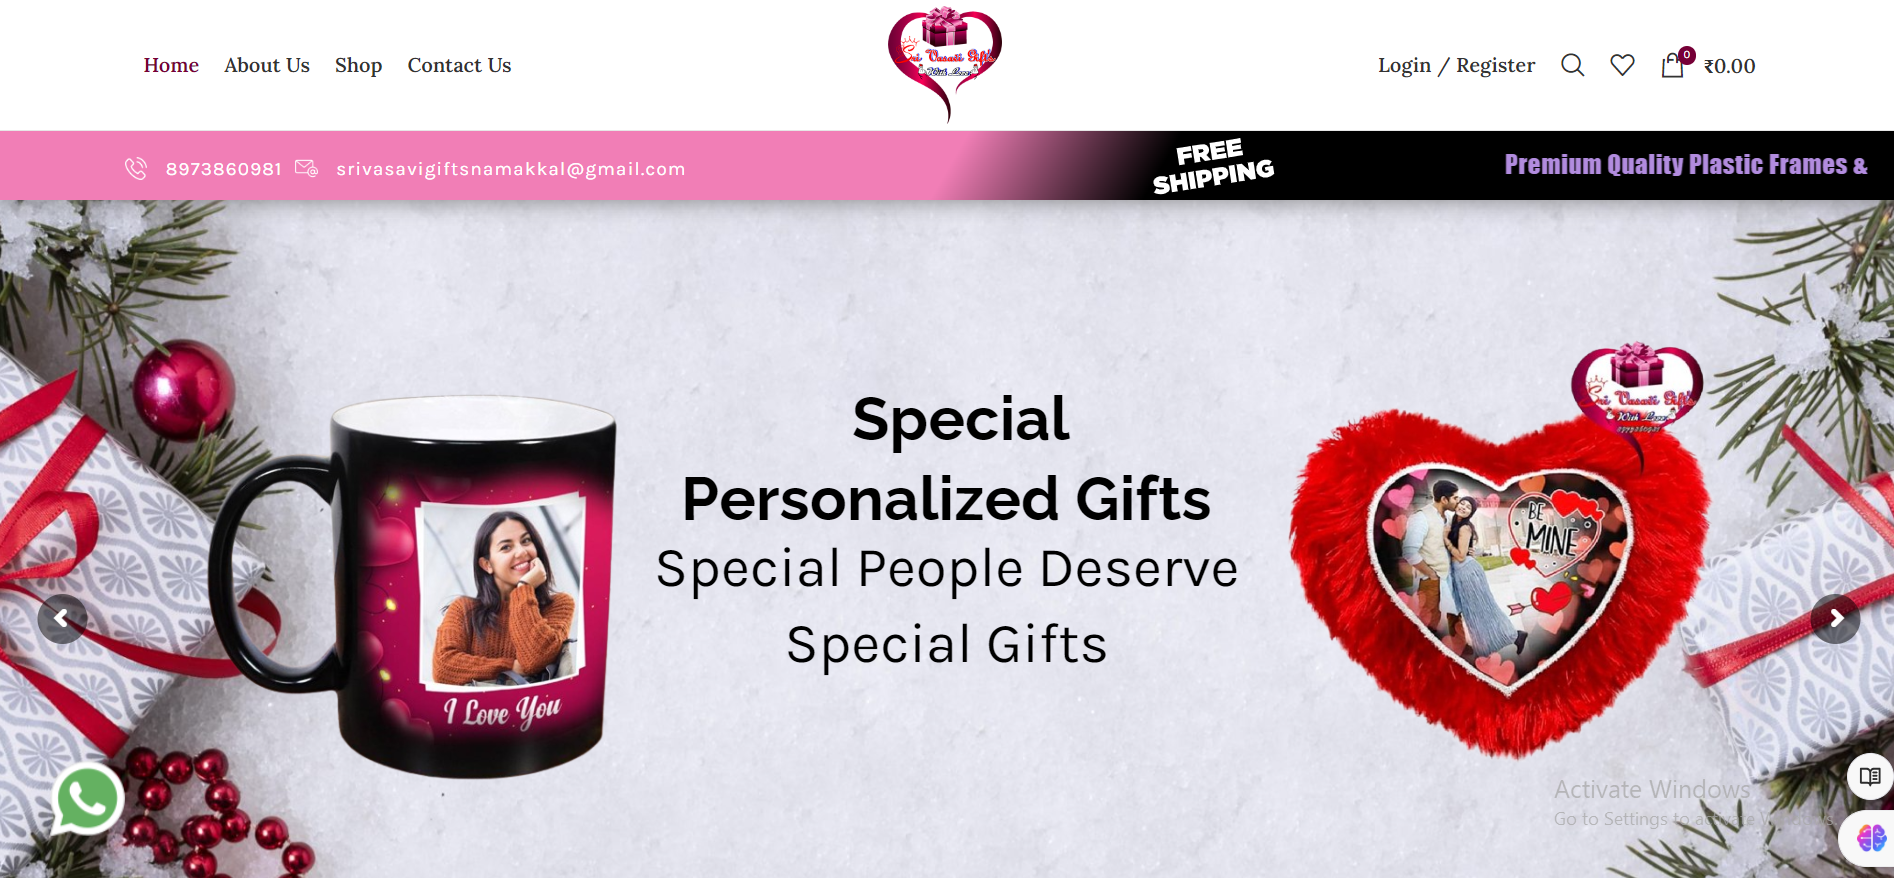 Home About Us Shop Contact Us
Sri Vasavi Gift's
With Love
Login / Register
0
₹0.00
8973860981 srivasavigiftsnamakkal@gmail.com
FREE
SHIPPING
Premium Quality Plastic Frames &
Special
Personalized Gifts
Special People Deserve
Special Gifts
I Love You
Sri Vasavi Gift's
With Love
BE
MINE
Activate Windows
Go to Settings to activate Windows.